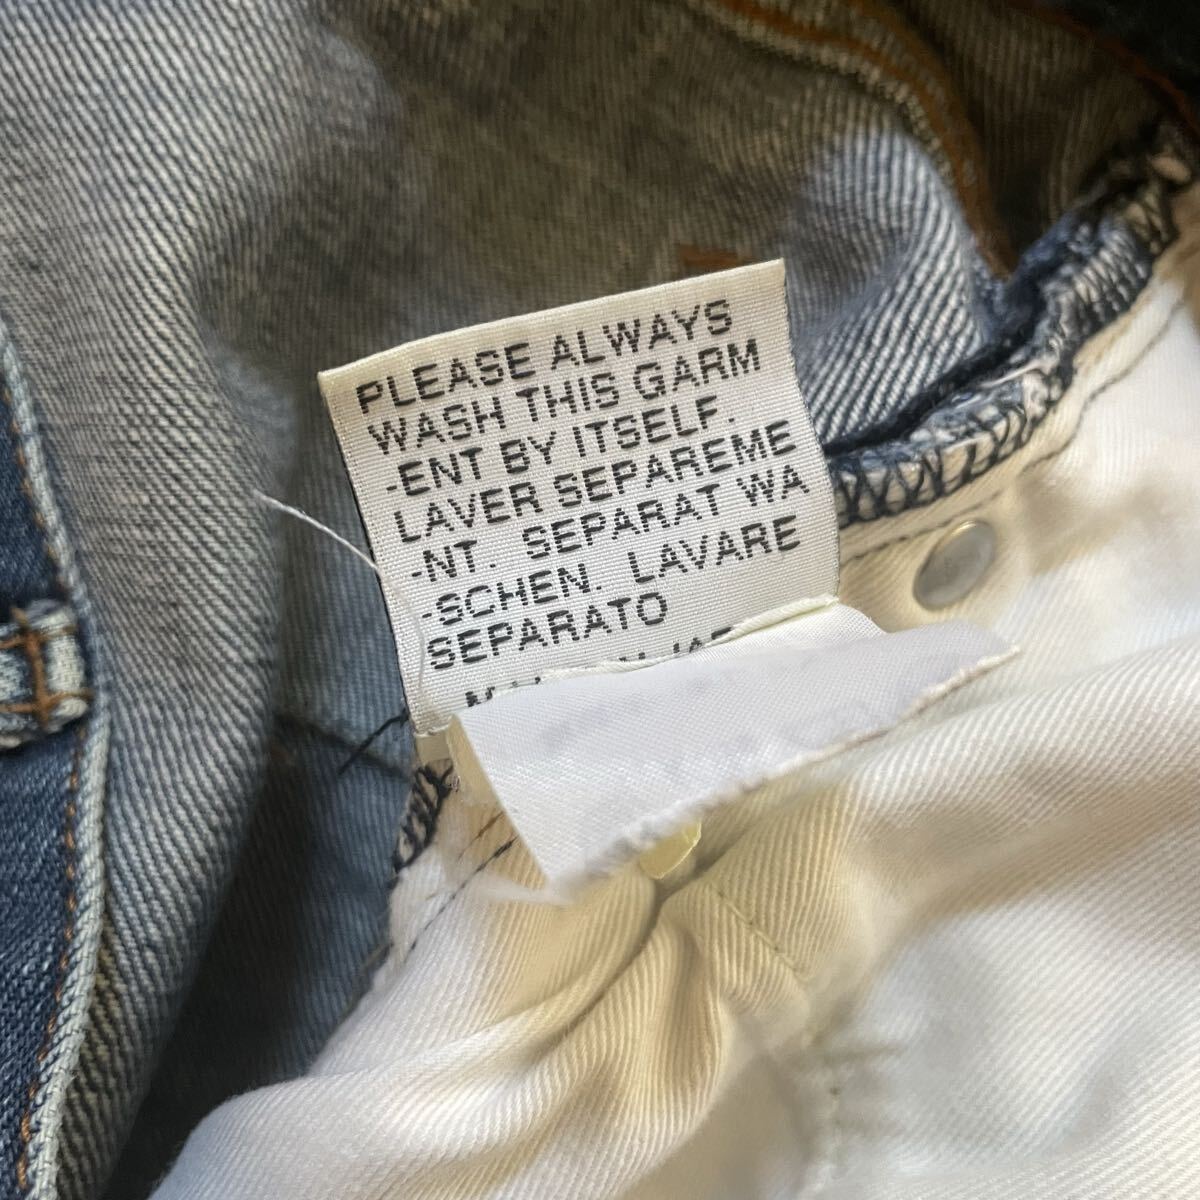 PLEASE ALWAYS
WASH THIS GARM
-ENT BY ITSELF.
LAVER SEPAREME
-NT. SEPARAT WA
-SCHEN. LAVARE
SEPARATO